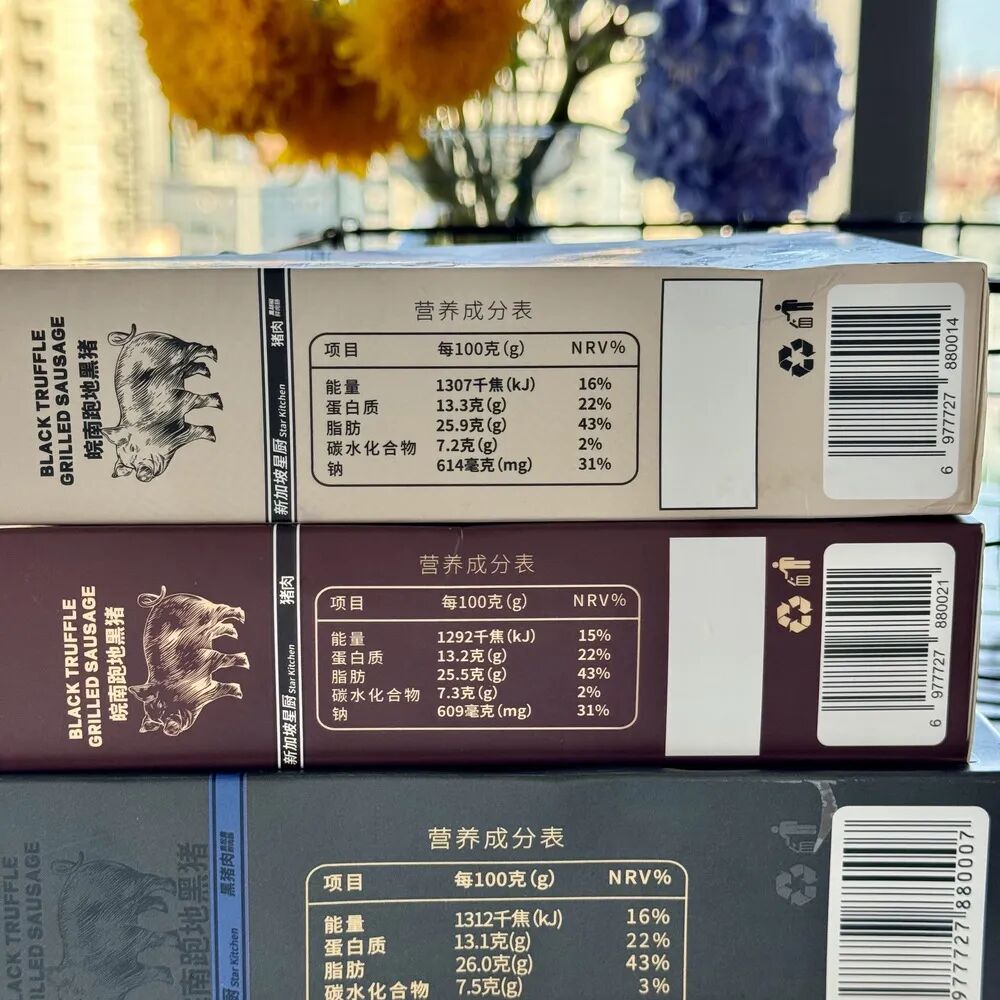 BLACK TRUFFLE
GRILLED SAUSAGE
皖南跑地黑猪
猪肉
新加坡星厨 Star Kitchen
营养成分表
项目 每100克(g) NRV%
能量 1307千焦(kJ) 16%
蛋白质 13.3克(g) 22%
脂肪 25.9克(g) 43%
碳水化合物 7.2克(g) 2%
钠 614毫克(mg) 31%
6 977727 880014
BLACK TRUFFLE
GRILLED SAUSAGE
皖南跑地黑猪
猪肉
新加坡星厨 Star Kitchen
营养成分表
项目 每100克(g) NRV%
能量 1292千焦(kJ) 15%
蛋白质 13.2克(g) 22%
脂肪 25.5克(g) 43%
碳水化合物 7.3克(g) 2%
钠 609毫克(mg) 31%
6 977727 880021
LACK TRUFFLE
LED SAUSAGE
南跑地黑猪
黑猪肉
厨 Star Kitchen
营养成分表
项目 每100克(g) NRV%
能量 1312千焦(kJ) 16%
蛋白质 13.1克(g) 22%
脂肪 26.0克(g) 43%
碳水化合物 7.5克(g) 3%
977727 880007